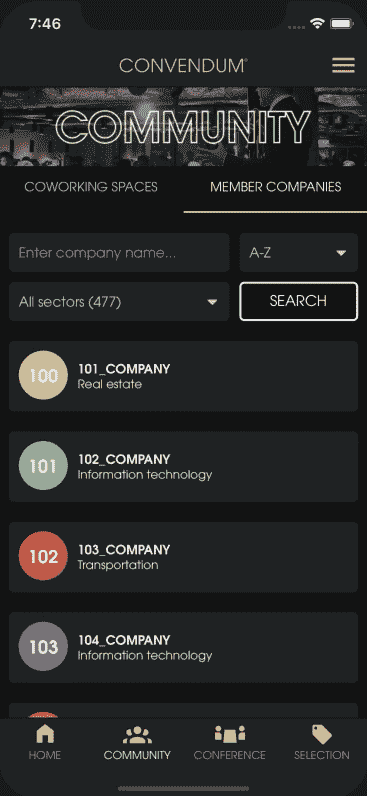 7:46
CONVENDUM
COMMUNITY
COWORKING SPACES
MEMBER COMPANIES
Enter company name...
A-Z
All sectors (477)
SEARCH
100
101_COMPANY
Real estate
101
102_COMPANY
Information technology
102
103_COMPANY
Transportation
103
104_COMPANY
Information technology
HOME
COMMUNITY
CONFERENCE
SELECTION